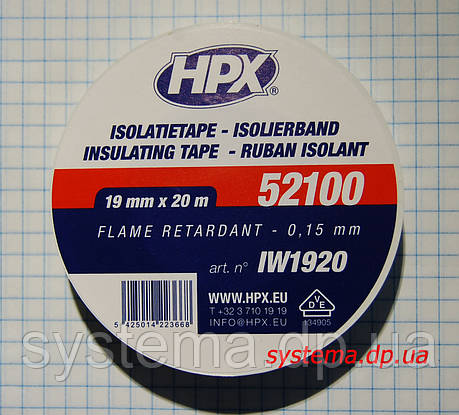 HPX®
ISOLATIETAPE - ISOLIERBAND
INSULATING TAPE - RUBAN ISOLANT
19 mm x 20 m
52100
FLAME RETARDANT - 0,15 mm
art. n° IW1920
WWW.HPX.EU
T +32 3 710 19 19
INFO@HPX.EU
5 425014 223668
VDE
134905
systema.dp.ua
systema.dp.ua